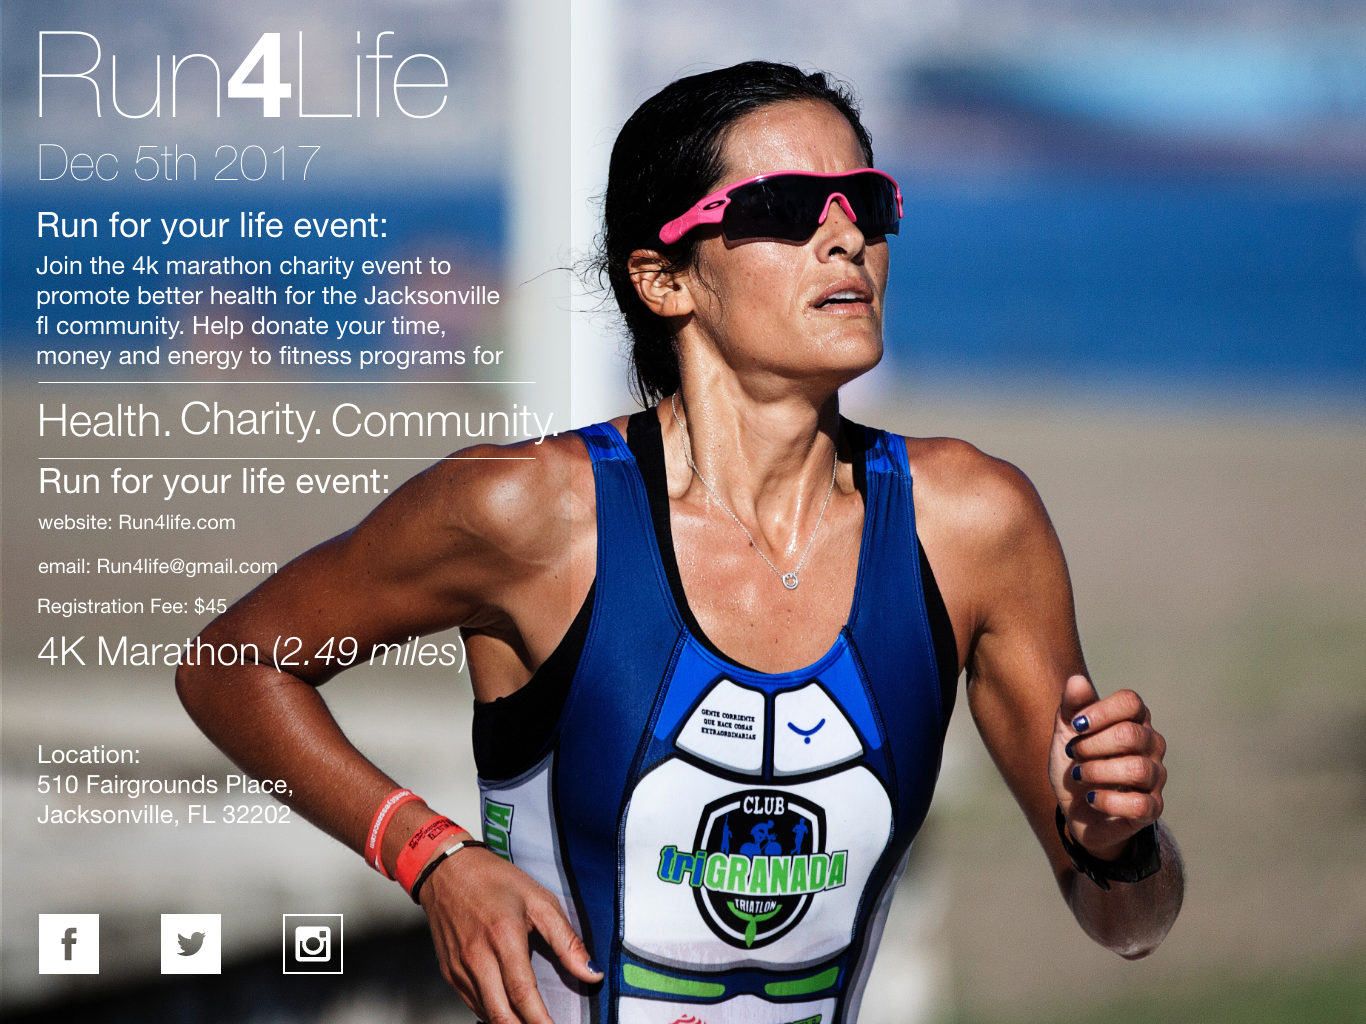 Run4Life
Dec 5th 2017
Run for your life event:
Join the 4k marathon charity event to
promote better health for the Jacksonville
fl community. Help donate your time,
money and energy to fitness programs for
Health. Charity. Community.
Run for your life event:
website: Run4life.com
email: Run4life@gmail.com
Registration Fee: $45
4K Marathon (2.49 miles)
Location:
510 Fairgrounds Place,
Jacksonville, FL 32202
GENTE CORRIENTE
QUE HACE COSAS
EXTRAORDINARIAS
CLUB
triGRANADA
TRIATLON
DA